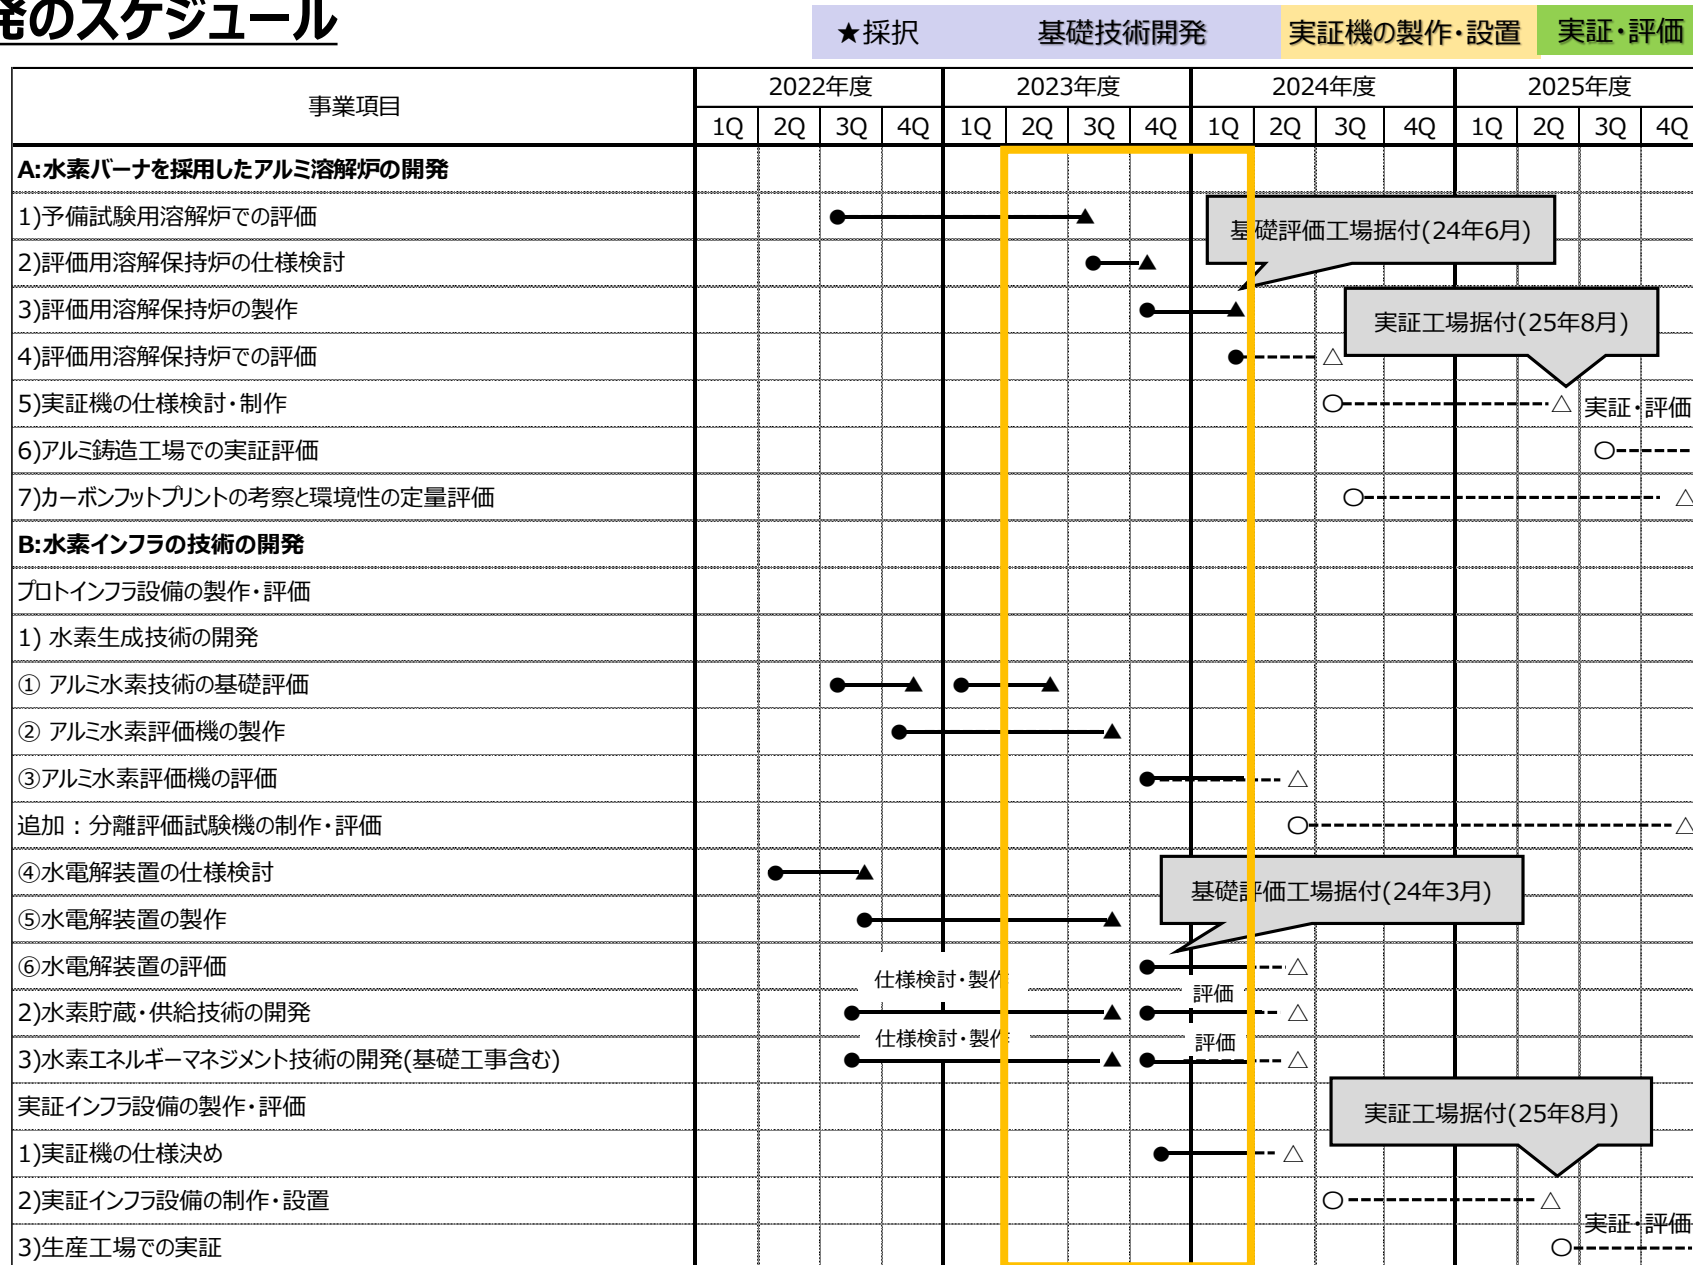 発のスケジュール
★採択 基礎技術開発 実証機の製作・設置 実証・評価
事業項目 2022年度 2023年度 2024年度 2025年度
1Q 2Q 3Q 4Q 1Q 2Q 3Q 4Q 1Q 2Q 3Q 4Q 1Q 2Q 3Q 4Q
A:水素バーナを採用したアルミ溶解炉の開発
1)予備試験用溶解炉での評価
基礎評価工場据付(24年6月)
2)評価用溶解保持炉の仕様検討
3)評価用溶解保持炉の製作
実証工場据付(25年8月)
4)評価用溶解保持炉での評価
5)実証機の仕様検討・制作
実証・評価
6)アルミ鋳造工場での実証評価
7)カーボンフットプリントの考察と環境性の定量評価
B:水素インフラの技術の開発
プロトインフラ設備の製作・評価
1) 水素生成技術の開発
① アルミ水素技術の基礎評価
② アルミ水素評価機の製作
③アルミ水素評価機の評価
追加：分離評価試験機の制作・評価
④水電解装置の仕様検討
基礎評価工場据付(24年3月)
⑤水電解装置の製作
⑥水電解装置の評価
仕様検討・製作
評価
2)水素貯蔵・供給技術の開発
仕様検討・製作
評価
3)水素エネルギーマネジメント技術の開発(基礎工事含む)
実証インフラ設備の製作・評価
実証工場据付(25年8月)
1)実証機の仕様決め
2)実証インフラ設備の制作・設置
実証・評価
3)生産工場での実証